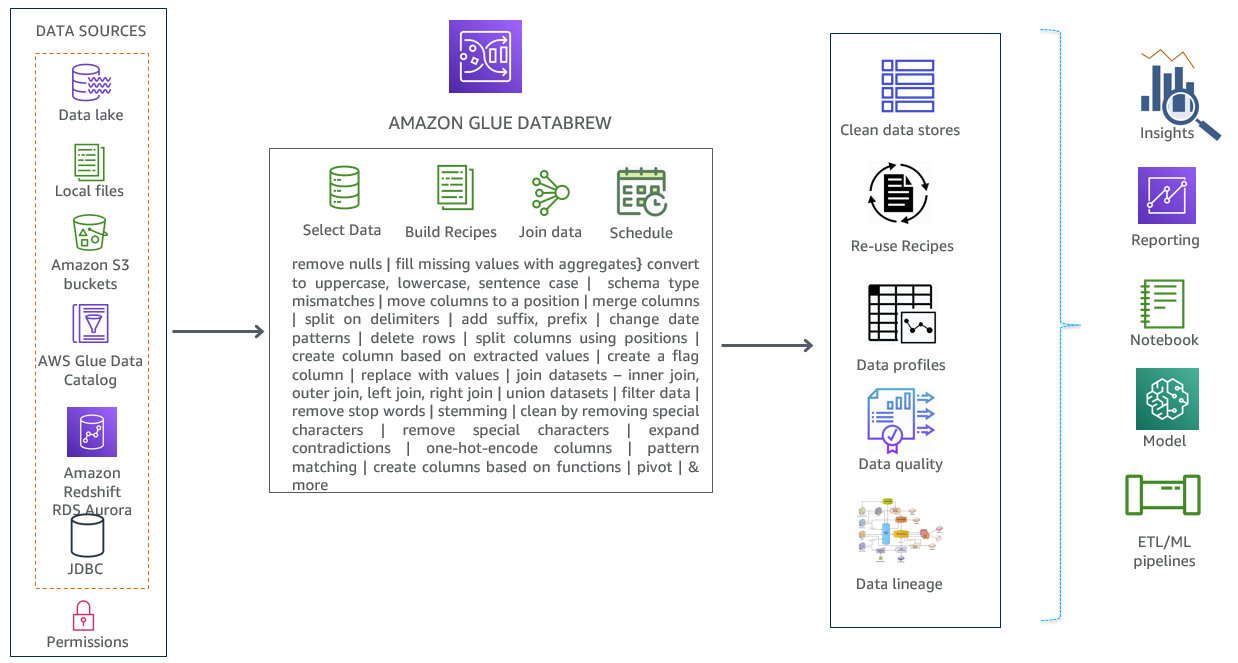 DATA SOURCES
Data lake
Local files
Amazon S3
buckets
AWS Glue Data
Catalog
Amazon
Redshift
RDS Aurora
JDBC
Permissions
AMAZON GLUE DATABREW
Select Data
Build Recipes
Join data
Schedule
remove nulls | fill missing values with aggregates} convert
to uppercase, lowercase, sentence case | schema type
mismatches | move columns to a position | merge columns
| split on delimiters | add suffix, prefix | change date
patterns | delete rows | split columns using positions |
create column based on extracted values | create a flag
column | replace with values | join datasets – inner join,
outer join, left join, right join | union datasets | filter data |
remove stop words | stemming | clean by removing special
characters | remove special characters | expand
contradictions | one-hot-encode columns | pattern
matching | create columns based on functions | pivot | &
more
Clean data stores
Re-use Recipes
Data profiles
Data quality
Data lineage
Insights
Reporting
Notebook
Model
ETL/ML
pipelines